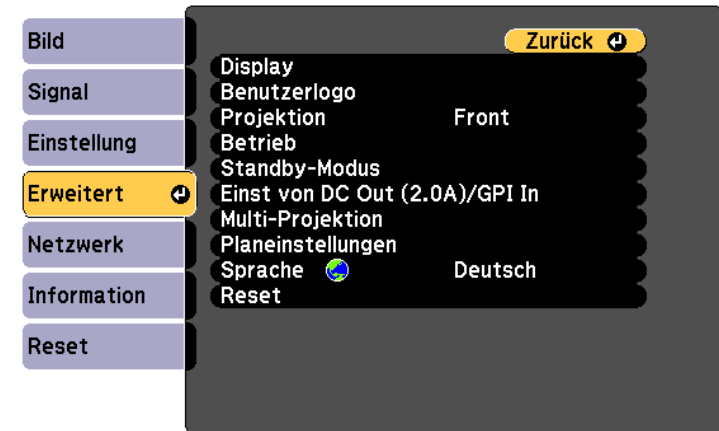 Bild
Signal
Einstellung
Erweitert
Netzwerk
Information
Reset
Zurück
Display
Benutzerlogo
Projektion Front
Betrieb
Standby-Modus
Einst von DC Out (2.0A)/GPI In
Multi-Projektion
Planeinstellungen
Sprache Deutsch
Reset